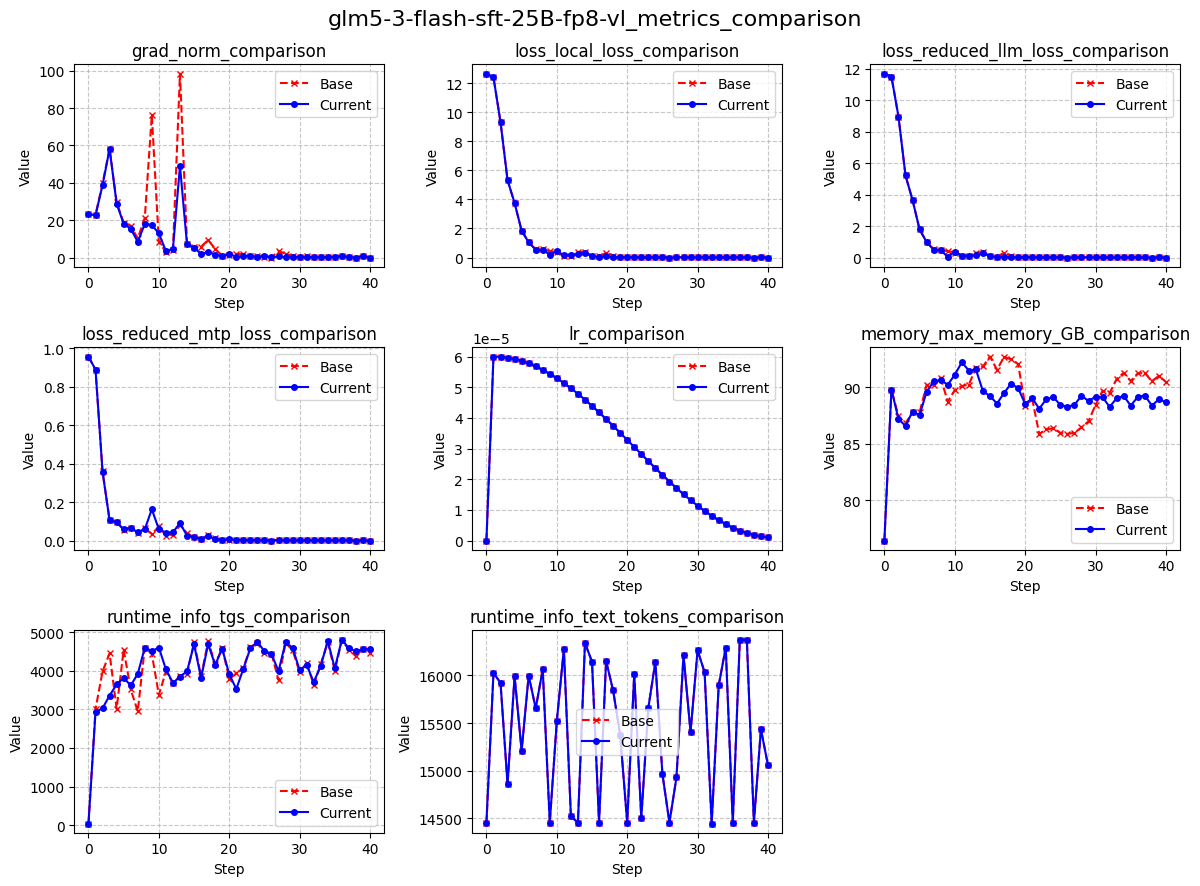 glm5-3-flash-sft-25B-fp8-vl_metrics_comparison
grad_norm_comparison
Value
100
80
60
40
20
0
0 10 20 30 40
Step
Base
Current
loss_local_loss_comparison
Value
12
10
8
6
4
2
0
0 10 20 30 40
Step
Base
Current
loss_reduced_llm_loss_comparison
Value
12
10
8
6
4
2
0
0 10 20 30 40
Step
Base
Current
loss_reduced_mtp_loss_comparison
Value
1.0
0.8
0.6
0.4
0.2
0.0
0 10 20 30 40
Step
Base
Current
lr_comparison
1e−5
Value
6
5
4
3
2
1
0
0 10 20 30 40
Step
Base
Current
memory_max_memory_GB_comparison
Value
90
85
80
0 10 20 30 40
Step
Base
Current
runtime_info_tgs_comparison
Value
5000
4000
3000
2000
1000
0
0 10 20 30 40
Step
Base
Current
runtime_info_text_tokens_comparison
Value
16000
15500
15000
14500
0 10 20 30 40
Step
Base
Current